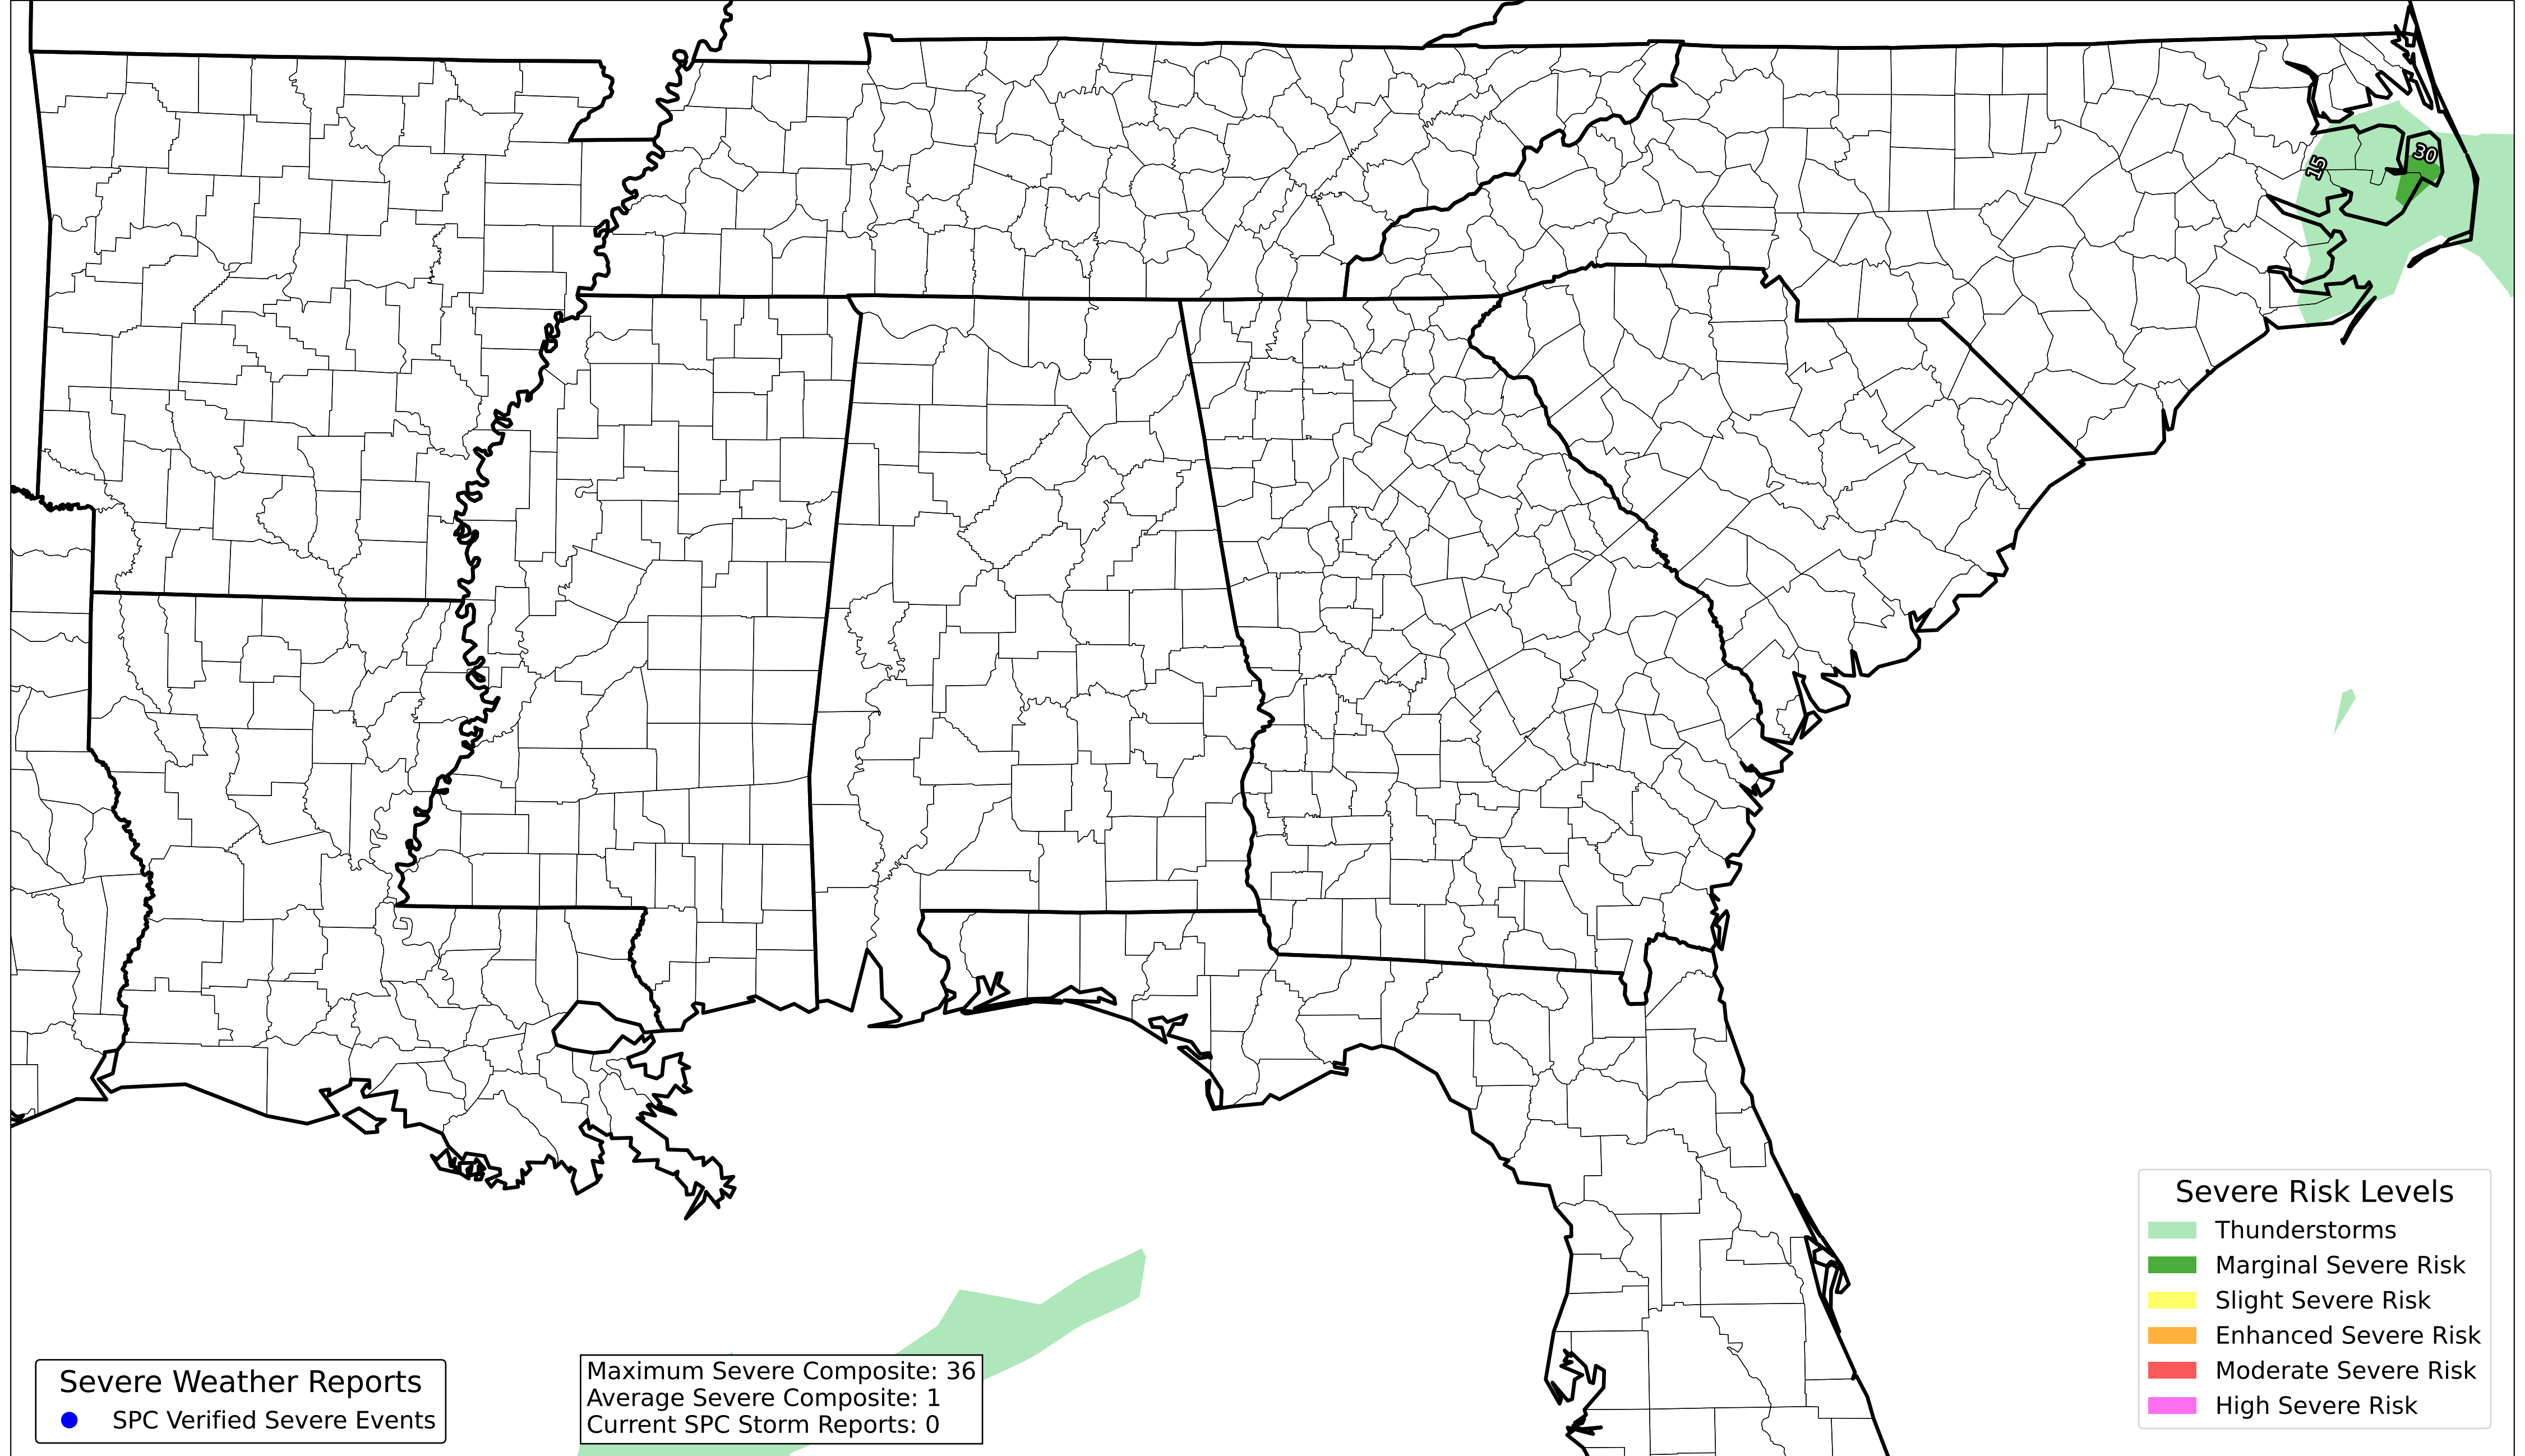 15
30
Severe Weather Reports
SPC Verified Severe Events
Maximum Severe Composite: 36
Average Severe Composite: 1
Current SPC Storm Reports: 0
Severe Risk Levels
Thunderstorms
Marginal Severe Risk
Slight Severe Risk
Enhanced Severe Risk
Moderate Severe Risk
High Severe Risk